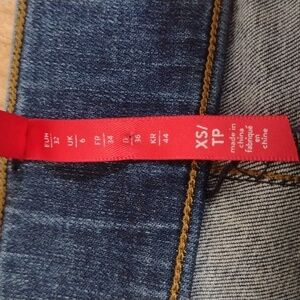 EUR 32
UK 6
FR 34
36
KR 44
XS/
TP
made in
china
fabriqué
en
chine